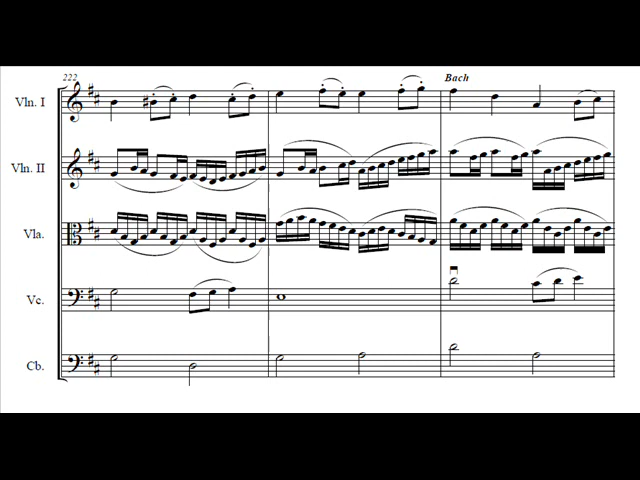 222
Bach
Vln. I
Vln. II
Vla.
Vc.
Cb.